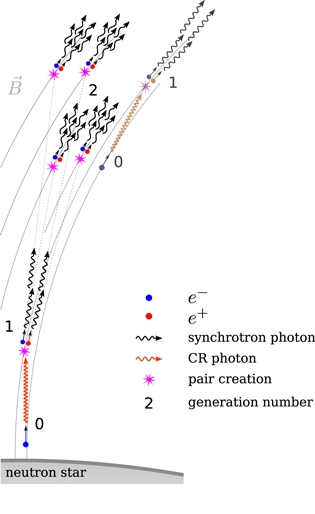 2
1
B⃗
0
1
e⁻
e⁺
synchrotron photon
CR photon
pair creation
0
2 generation number
neutron star